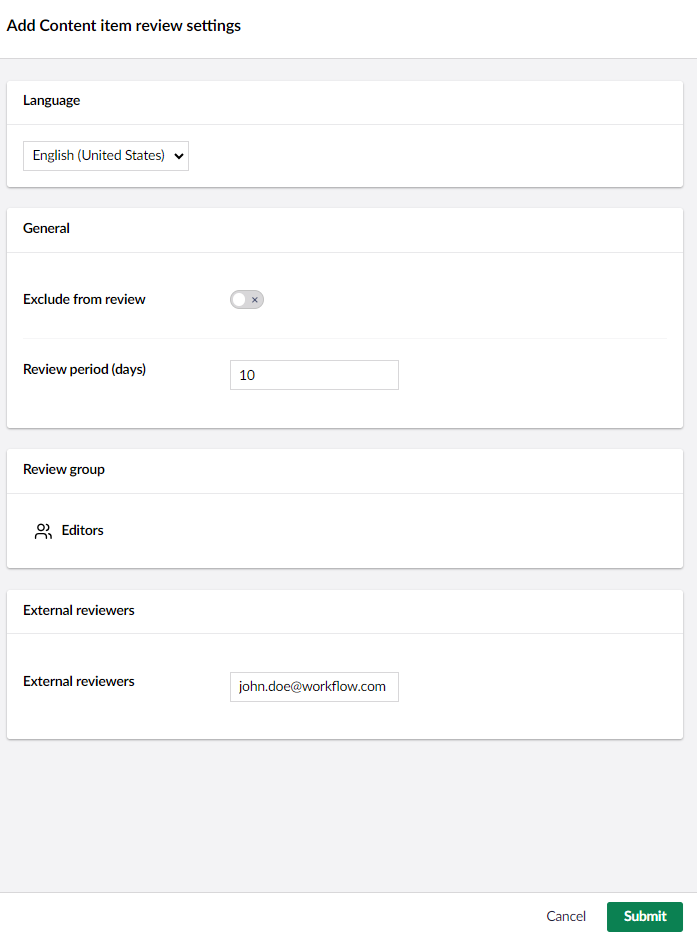 Add Content item review settings
Language
English (United States)
General
Exclude from review
Review period (days)
10
Review group
Editors
External reviewers
External reviewers
john.doe@workflow.com
Cancel
Submit